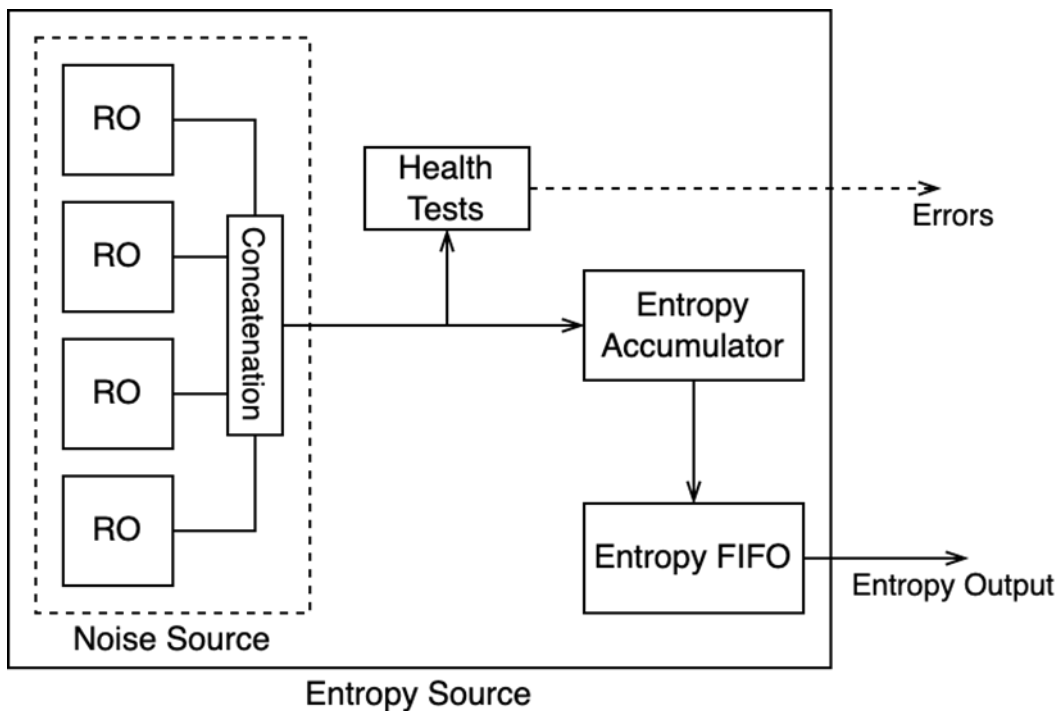 RO
RO
RO
RO
Concatenation
Noise Source
Health
Tests
Errors
Entropy
Accumulator
Entropy FIFO
Entropy Output
Entropy Source